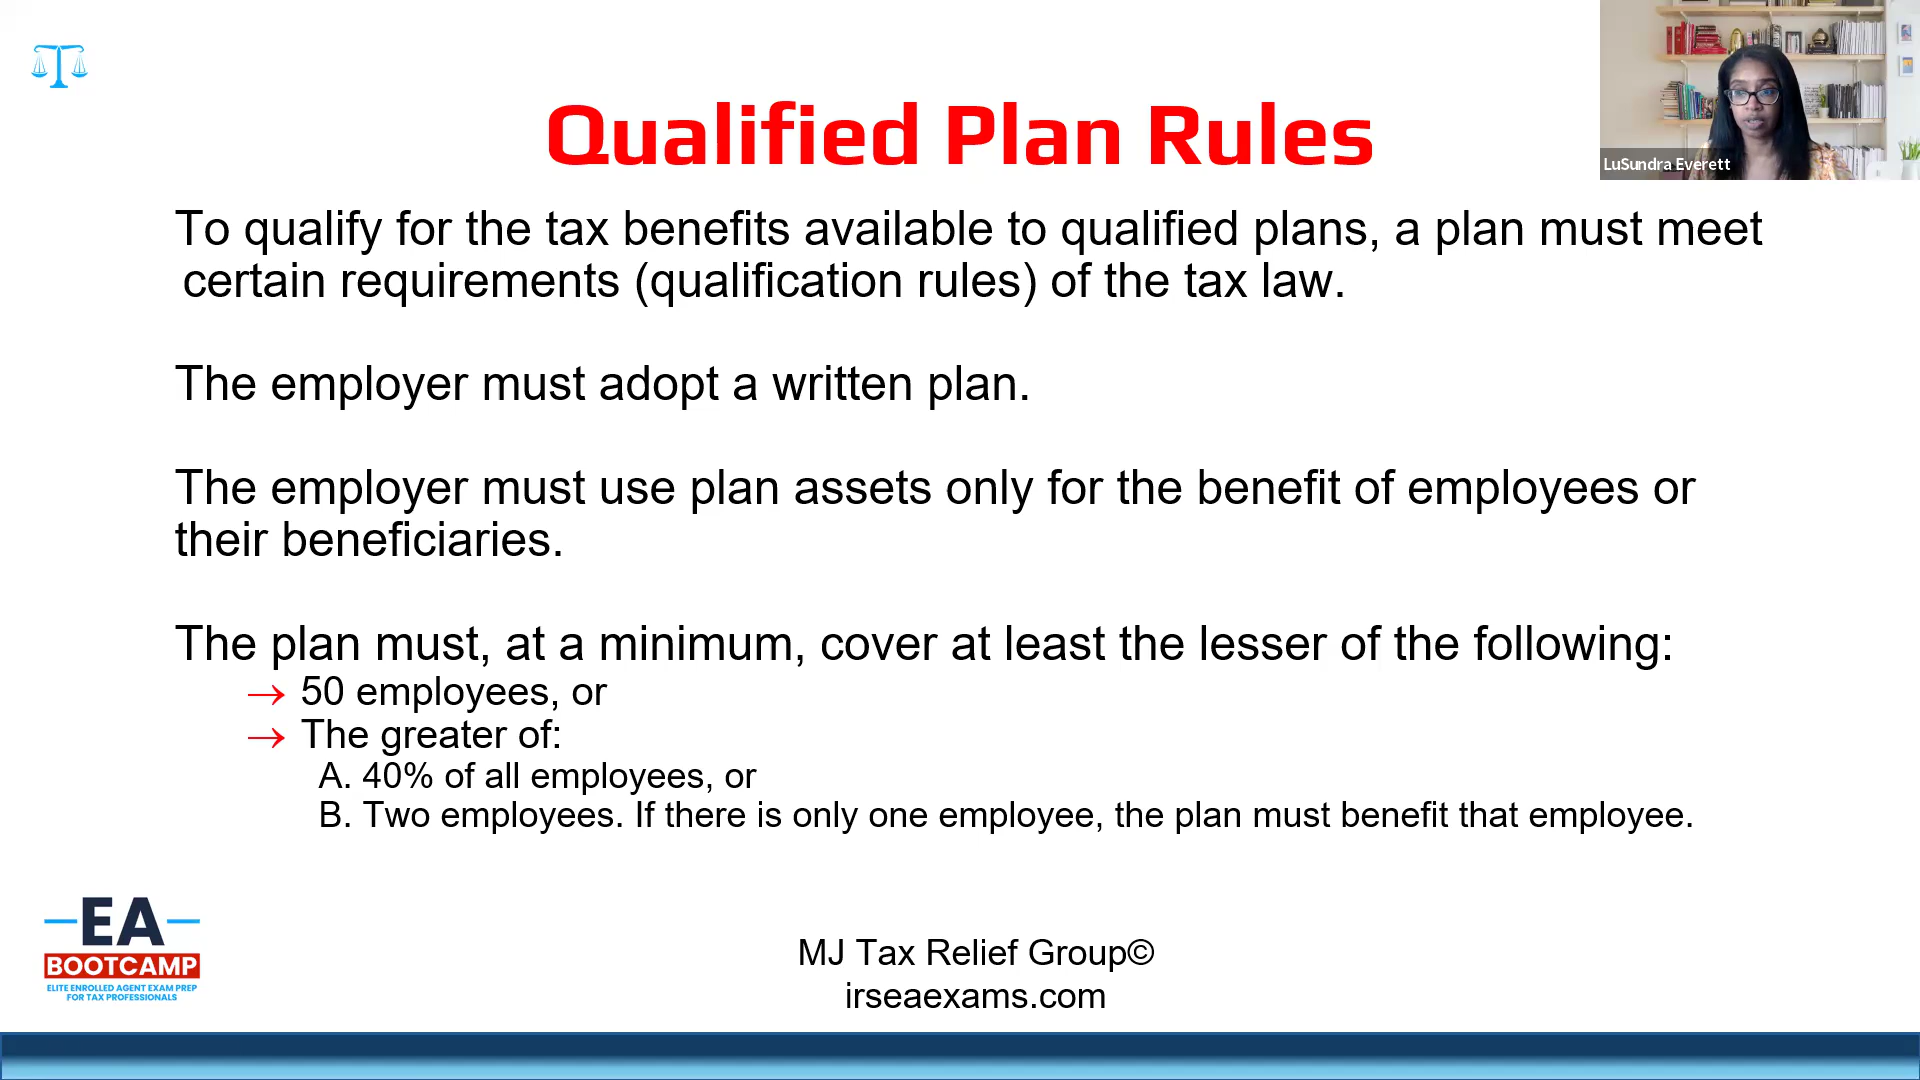 Qualified Plan Rules
LuSundra Everett
To qualify for the tax benefits available to qualified plans, a plan must meet
certain requirements (qualification rules) of the tax law.
The employer must adopt a written plan.
The employer must use plan assets only for the benefit of employees or
their beneficiaries.
The plan must, at a minimum, cover at least the lesser of the following:
→ 50 employees, or
→ The greater of:
A. 40% of all employees, or
B. Two employees. If there is only one employee, the plan must benefit that employee.
EA
BOOTCAMP
ELITE ENROLLED AGENT EXAM PREP
FOR TAX PROFESSIONALS
MJ Tax Relief Group©
irseaexams.com